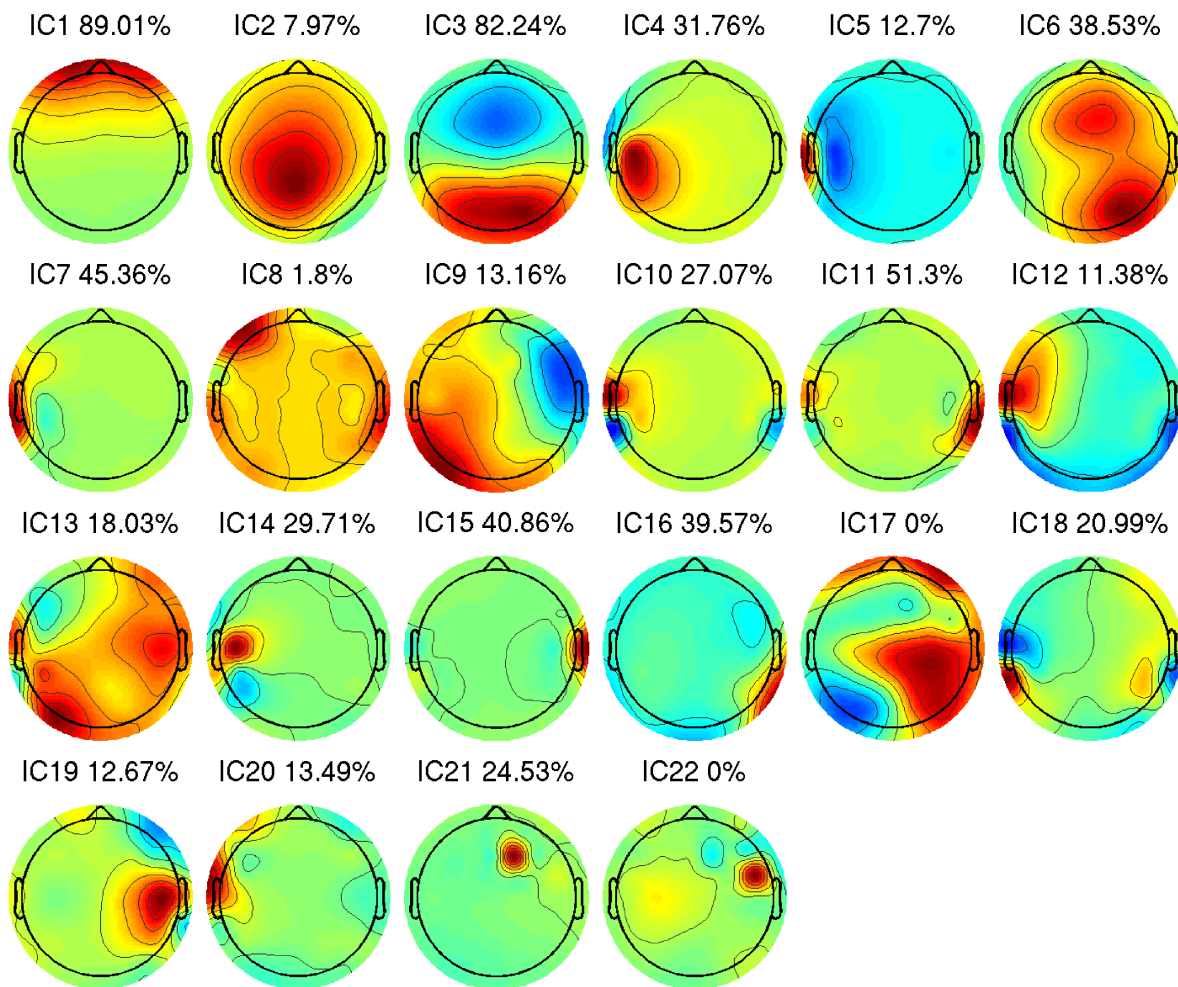 IC1 89.01% IC2 7.97% IC3 82.24% IC4 31.76% IC5 12.7% IC6 38.53%
IC7 45.36% IC8 1.8% IC9 13.16% IC10 27.07% IC11 51.3% IC12 11.38%
IC13 18.03% IC14 29.71% IC15 40.86% IC16 39.57% IC17 0% IC18 20.99%
IC19 12.67% IC20 13.49% IC21 24.53% IC22 0%